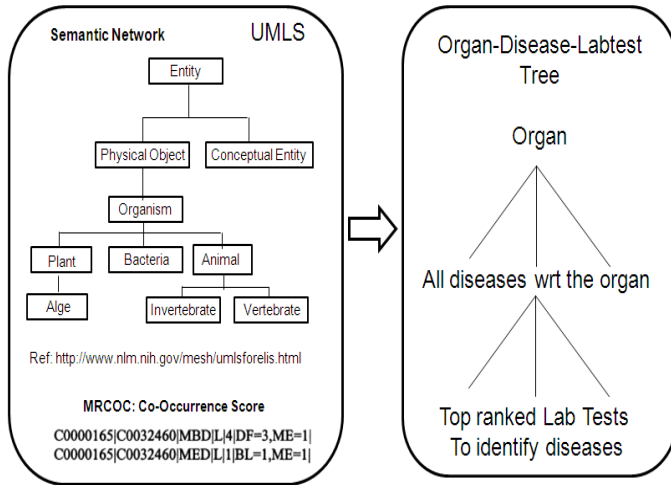 Semantic Network
UMLS
Entity
Physical Object
Conceptual Entity
Organism
Plant
Bacteria
Animal
Alge
Invertebrate
Vertebrate
Ref: http://www.nlm.nih.gov/mesh/umlsforelis.html
MRCOC: Co-Occurrence Score
C0000165|C0032460|MBD|L|4|DF=3,ME=1|
C0000165|C0032460|MED|L|1|BL=1,ME=1|
Organ-Disease-Labtest
Tree
Organ
All diseases wrt the organ
Top ranked Lab Tests
To identify diseases